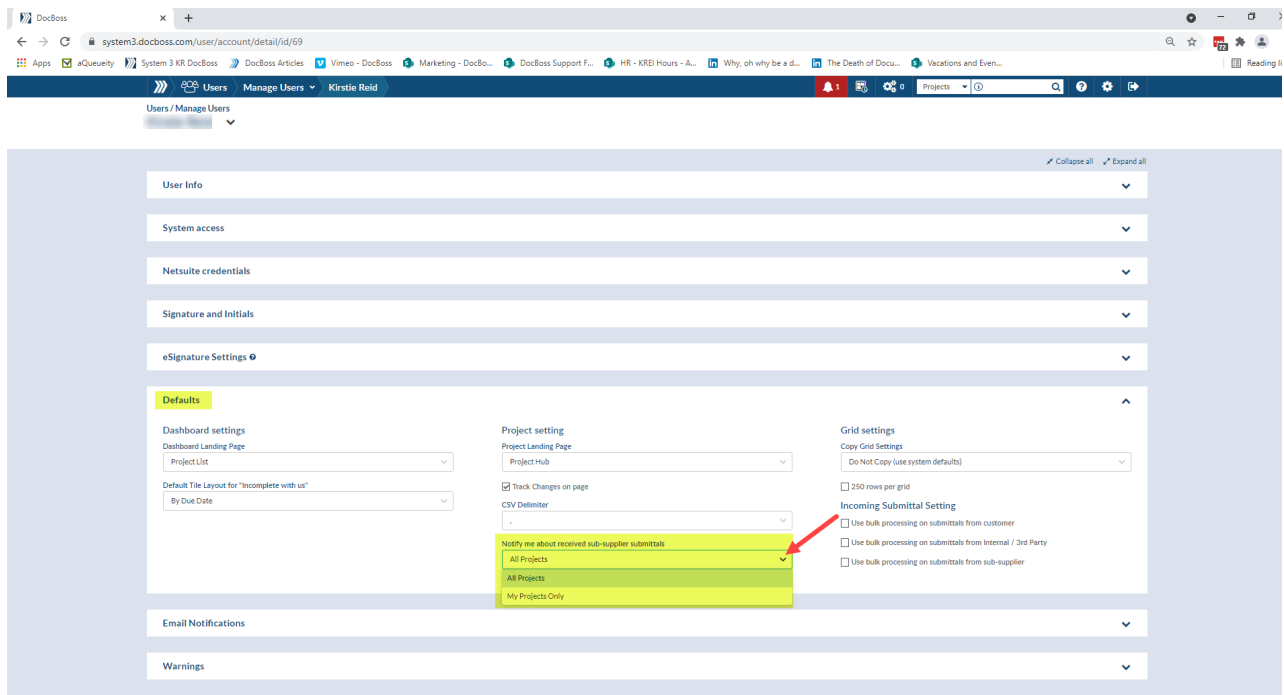 DocBoss
system3.docboss.com/user/account/detail/id/69
72
Apps aQueueity System 3 KR DocBoss DocBoss Articles Vimeo - DocBoss Marketing - DocBo... DocBoss Support F... HR - KREI Hours - A... Why, oh why be a d... The Death of Docu... Vacations and Even... Reading li
Users Manage Users Kirstie Reid 1 0 Projects
Users / Manage Users
Collapse all Expand all
User Info
System access
Netsuite credentials
Signature and Initials
eSignature Settings
Defaults
Dashboard settings Project setting Grid settings
Dashboard Landing Page Project Landing Page Copy Grid Settings
Project List Project Hub Do Not Copy (use system defaults)
Default Tile Layout for "Incomplete with us" Track Changes on page 250 rows per grid
By Due Date CSV Delimiter Incoming Submittal Setting
, Use bulk processing on submittals from customer
Notify me about received sub-supplier submittals Use bulk processing on submittals from Internal / 3rd Party
All Projects Use bulk processing on submittals from sub-supplier
All Projects
My Projects Only
Email Notifications
Warnings